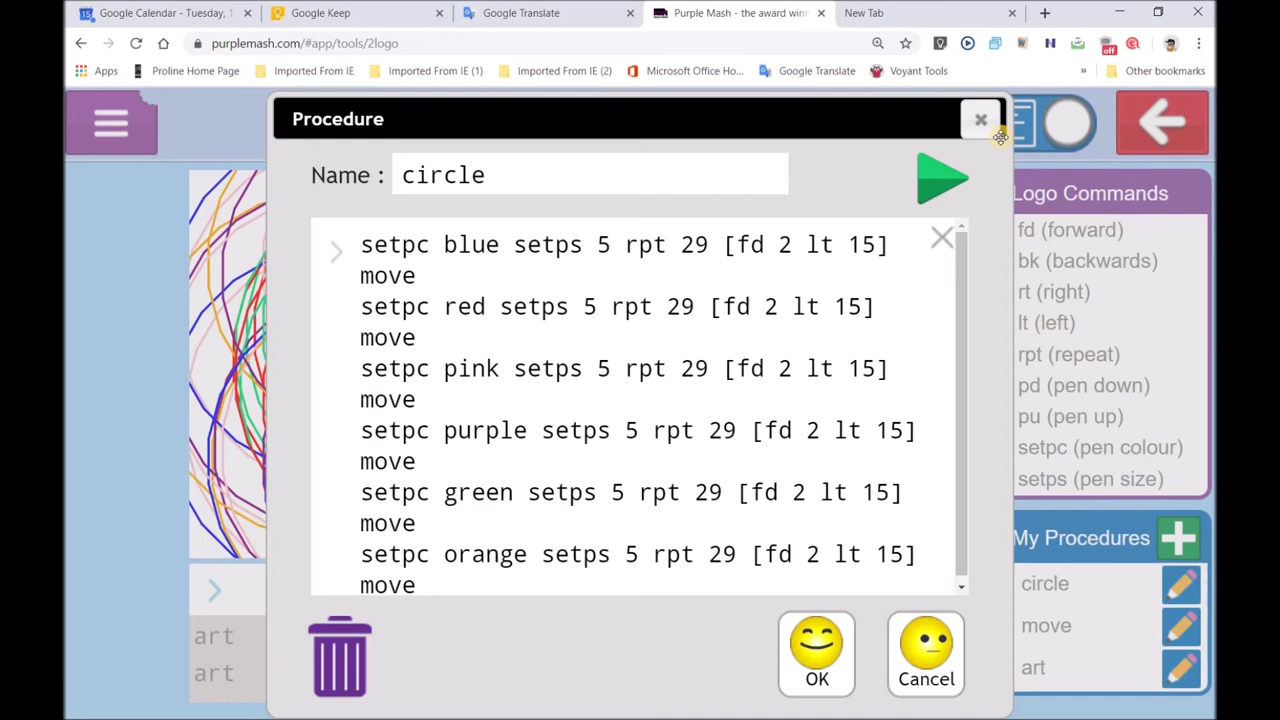 Google Calendar - Tuesday, 1
Google Keep
Google Translate
Purple Mash - the award winn
New Tab
purplemash.com/#app/tools/2logo
Apps
Proline Home Page
Imported From IE
Imported From IE (1)
Imported From IE (2)
Microsoft Office Ho...
Google Translate
Voyant Tools
»
Other bookmarks
off
Procedure
Name :
circle
setpc blue setps 5 rpt 29 [fd 2 lt 15]
move
setpc red setps 5 rpt 29 [fd 2 lt 15]
move
setpc pink setps 5 rpt 29 [fd 2 lt 15]
move
setpc purple setps 5 rpt 29 [fd 2 lt 15]
move
setpc green setps 5 rpt 29 [fd 2 lt 15]
move
setpc orange setps 5 rpt 29 [fd 2 lt 15]
move
OK
Cancel
art
art
Logo Commands
fd (forward)
bk (backwards)
rt (right)
lt (left)
rpt (repeat)
pd (pen down)
pu (pen up)
setpc (pen colour)
setps (pen size)
My Procedures
circle
move
art